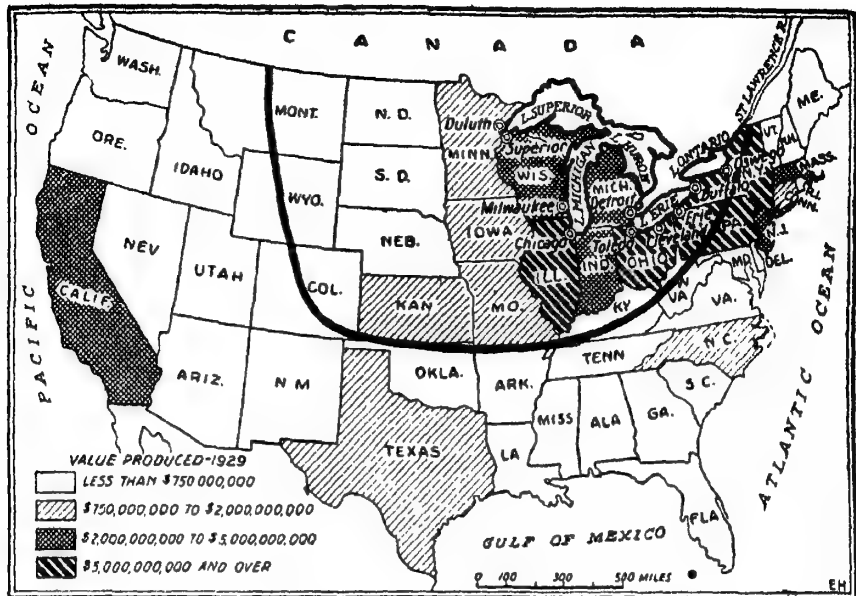 C A N A D A
OCEAN
WASH.
ORE.
IDAHO
MONT.
WYO.
N. D.
S. D.
NEB.
NEV
UTAH
COL.
CALIF.
ARIZ.
N M
KAN
OKLA.
TEXAS
MINN.
IOWA
MO.
ARK.
LA
Duluth
L. SUPERIOR
Superior
WIS.
Milwaukee
Chicago
L. MICHIGAN
MICH.
Detroit
L. HURON
L. ONTARIO
ST LAWRENCE R.
ME.
VT.
N.H.
MASS.
R.I.
CONN.
Oswego
N.Y.
Buffalo
L. ERIE
Erie
Cleveland
Toledo
ILL.
IND.
OHIO
PA.
N.J.
DEL.
MD.
W VA
VA.
KY
TENN
N C.
S C.
MISS
ALA
GA.
FLA
PACIFIC
ATLANTIC OCEAN
GULF OF MEXICO
VALUE PRODUCED-1929
LESS THAN $750 000,000
$750,000,000 TO $2,000,000,000
$2,000,000,000 TO $5,000,000,000
$5,000,000,000 AND OVER
0 100 300 500 MILES
EH